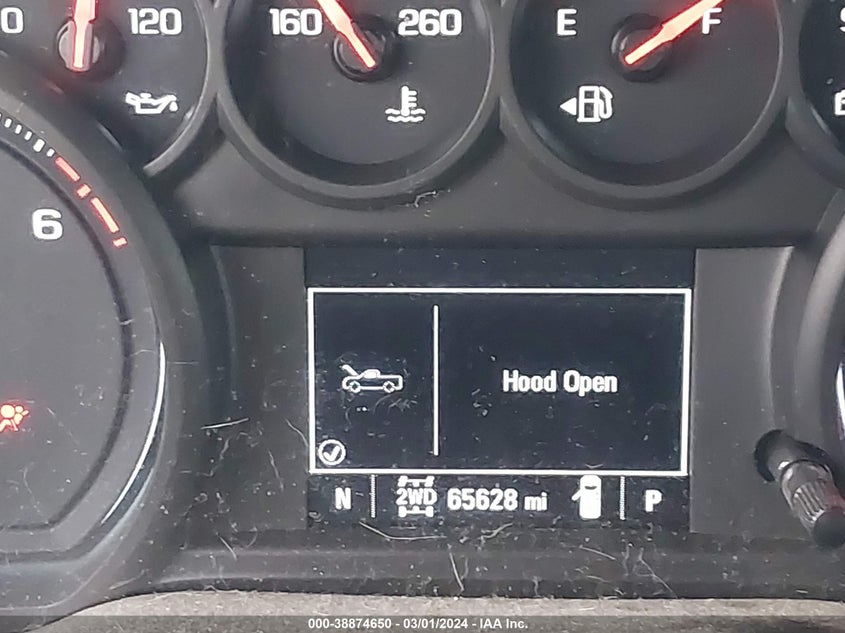 0 120 160 260 E F
6
Hood Open
N 2WD 65628 mi P
000-38874650 - 03/01/2024 - IAA Inc.